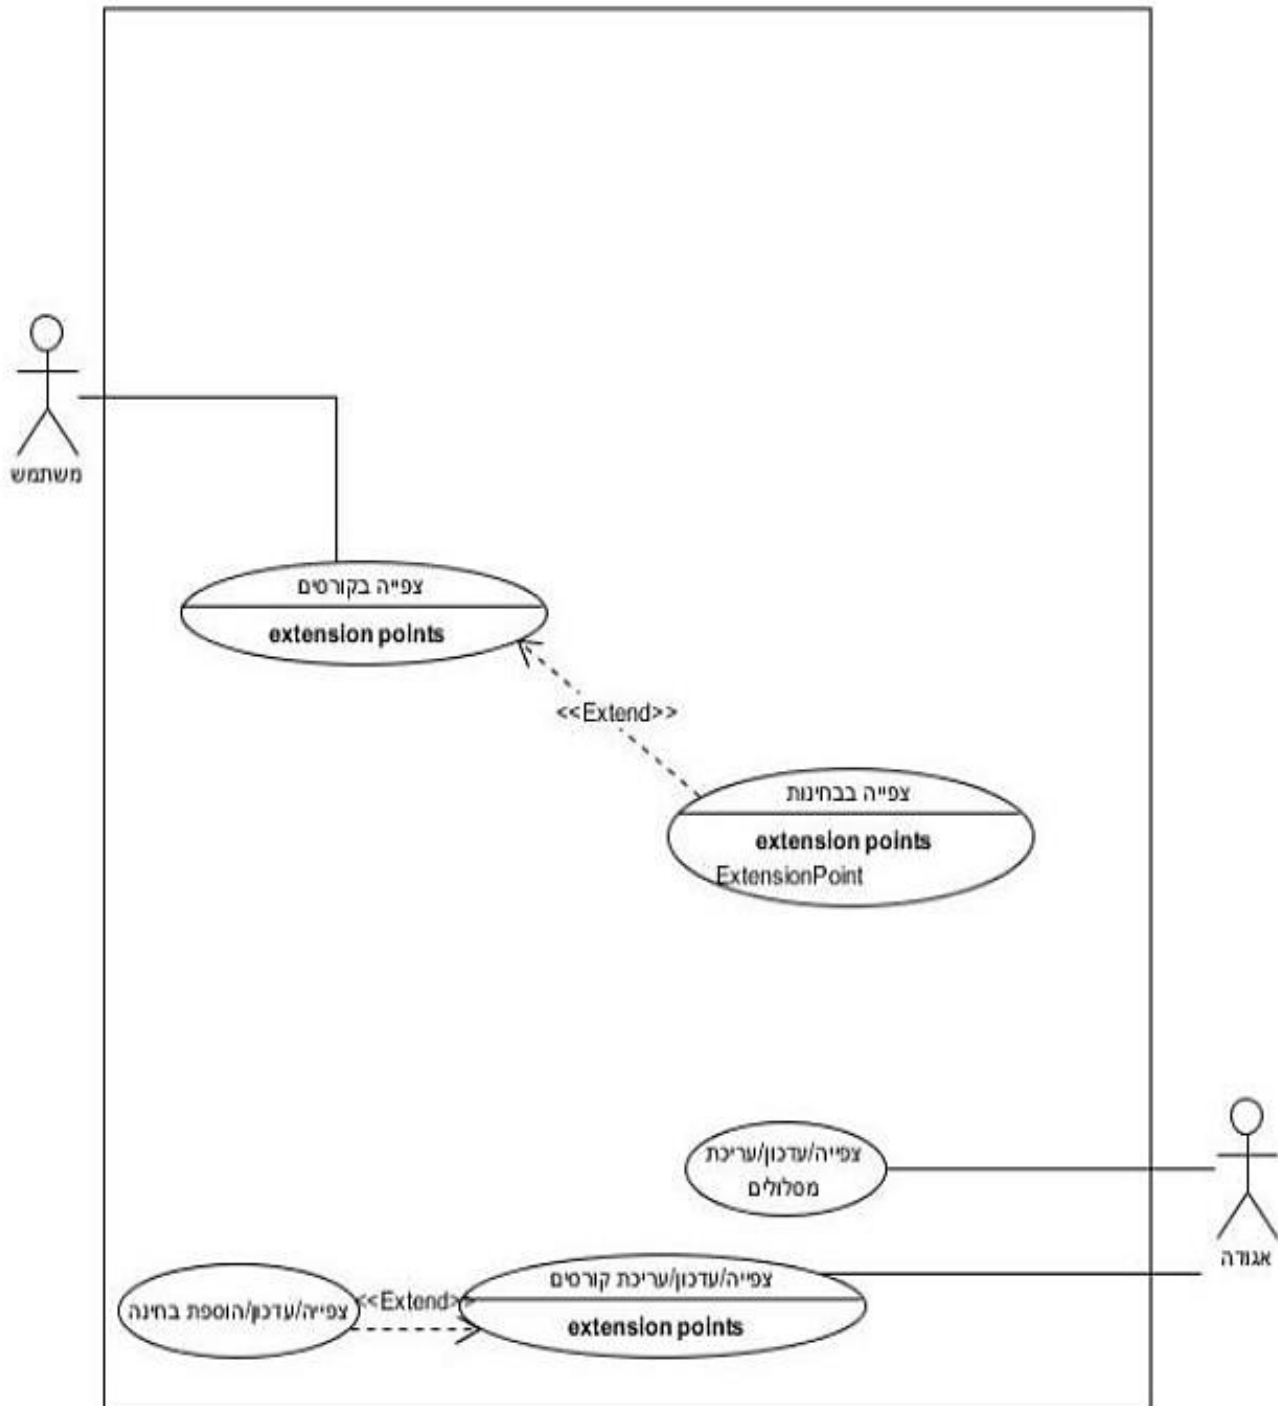 משתמש
צפייה בקורסים
extension points
<<Extend>>
צפייה בבחינות
extension points
ExtensionPoint
צפייה/עדכון/עריכת
מסלולים
אגודה
צפייה/עדכון/עריכת קורסים
extension points
<<Extend>>
צפייה/עדכון/הוספת בחינה